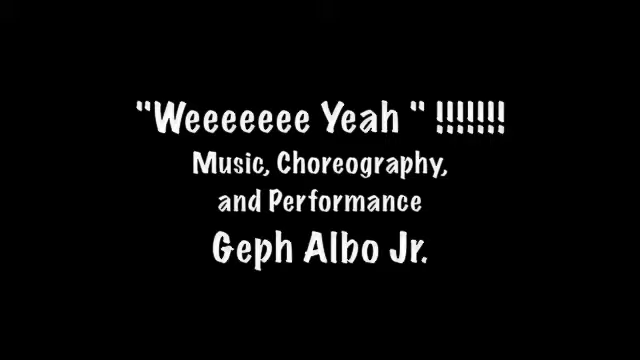 "Weeeeeee Yeah " !!!!!!!
Music, Choreography,
and Performance
Geph Albo Jr.